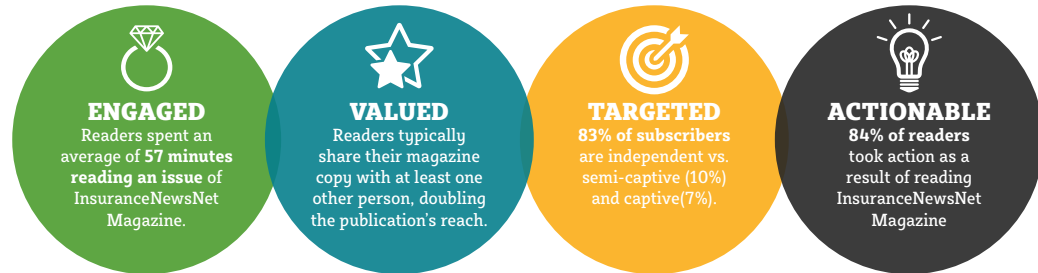 ENGAGED
Readers spent an
average of 57 minutes
reading an issue of
InsuranceNewsNet
Magazine.
VALUED
Readers typically
share their magazine
copy with at least one
other person, doubling
the publication's reach.
TARGETED
83% of subscribers
are independent vs.
semi-captive (10%)
and captive(7%).
ACTIONABLE
84% of readers
took action as a
result of reading
InsuranceNewsNet
Magazine